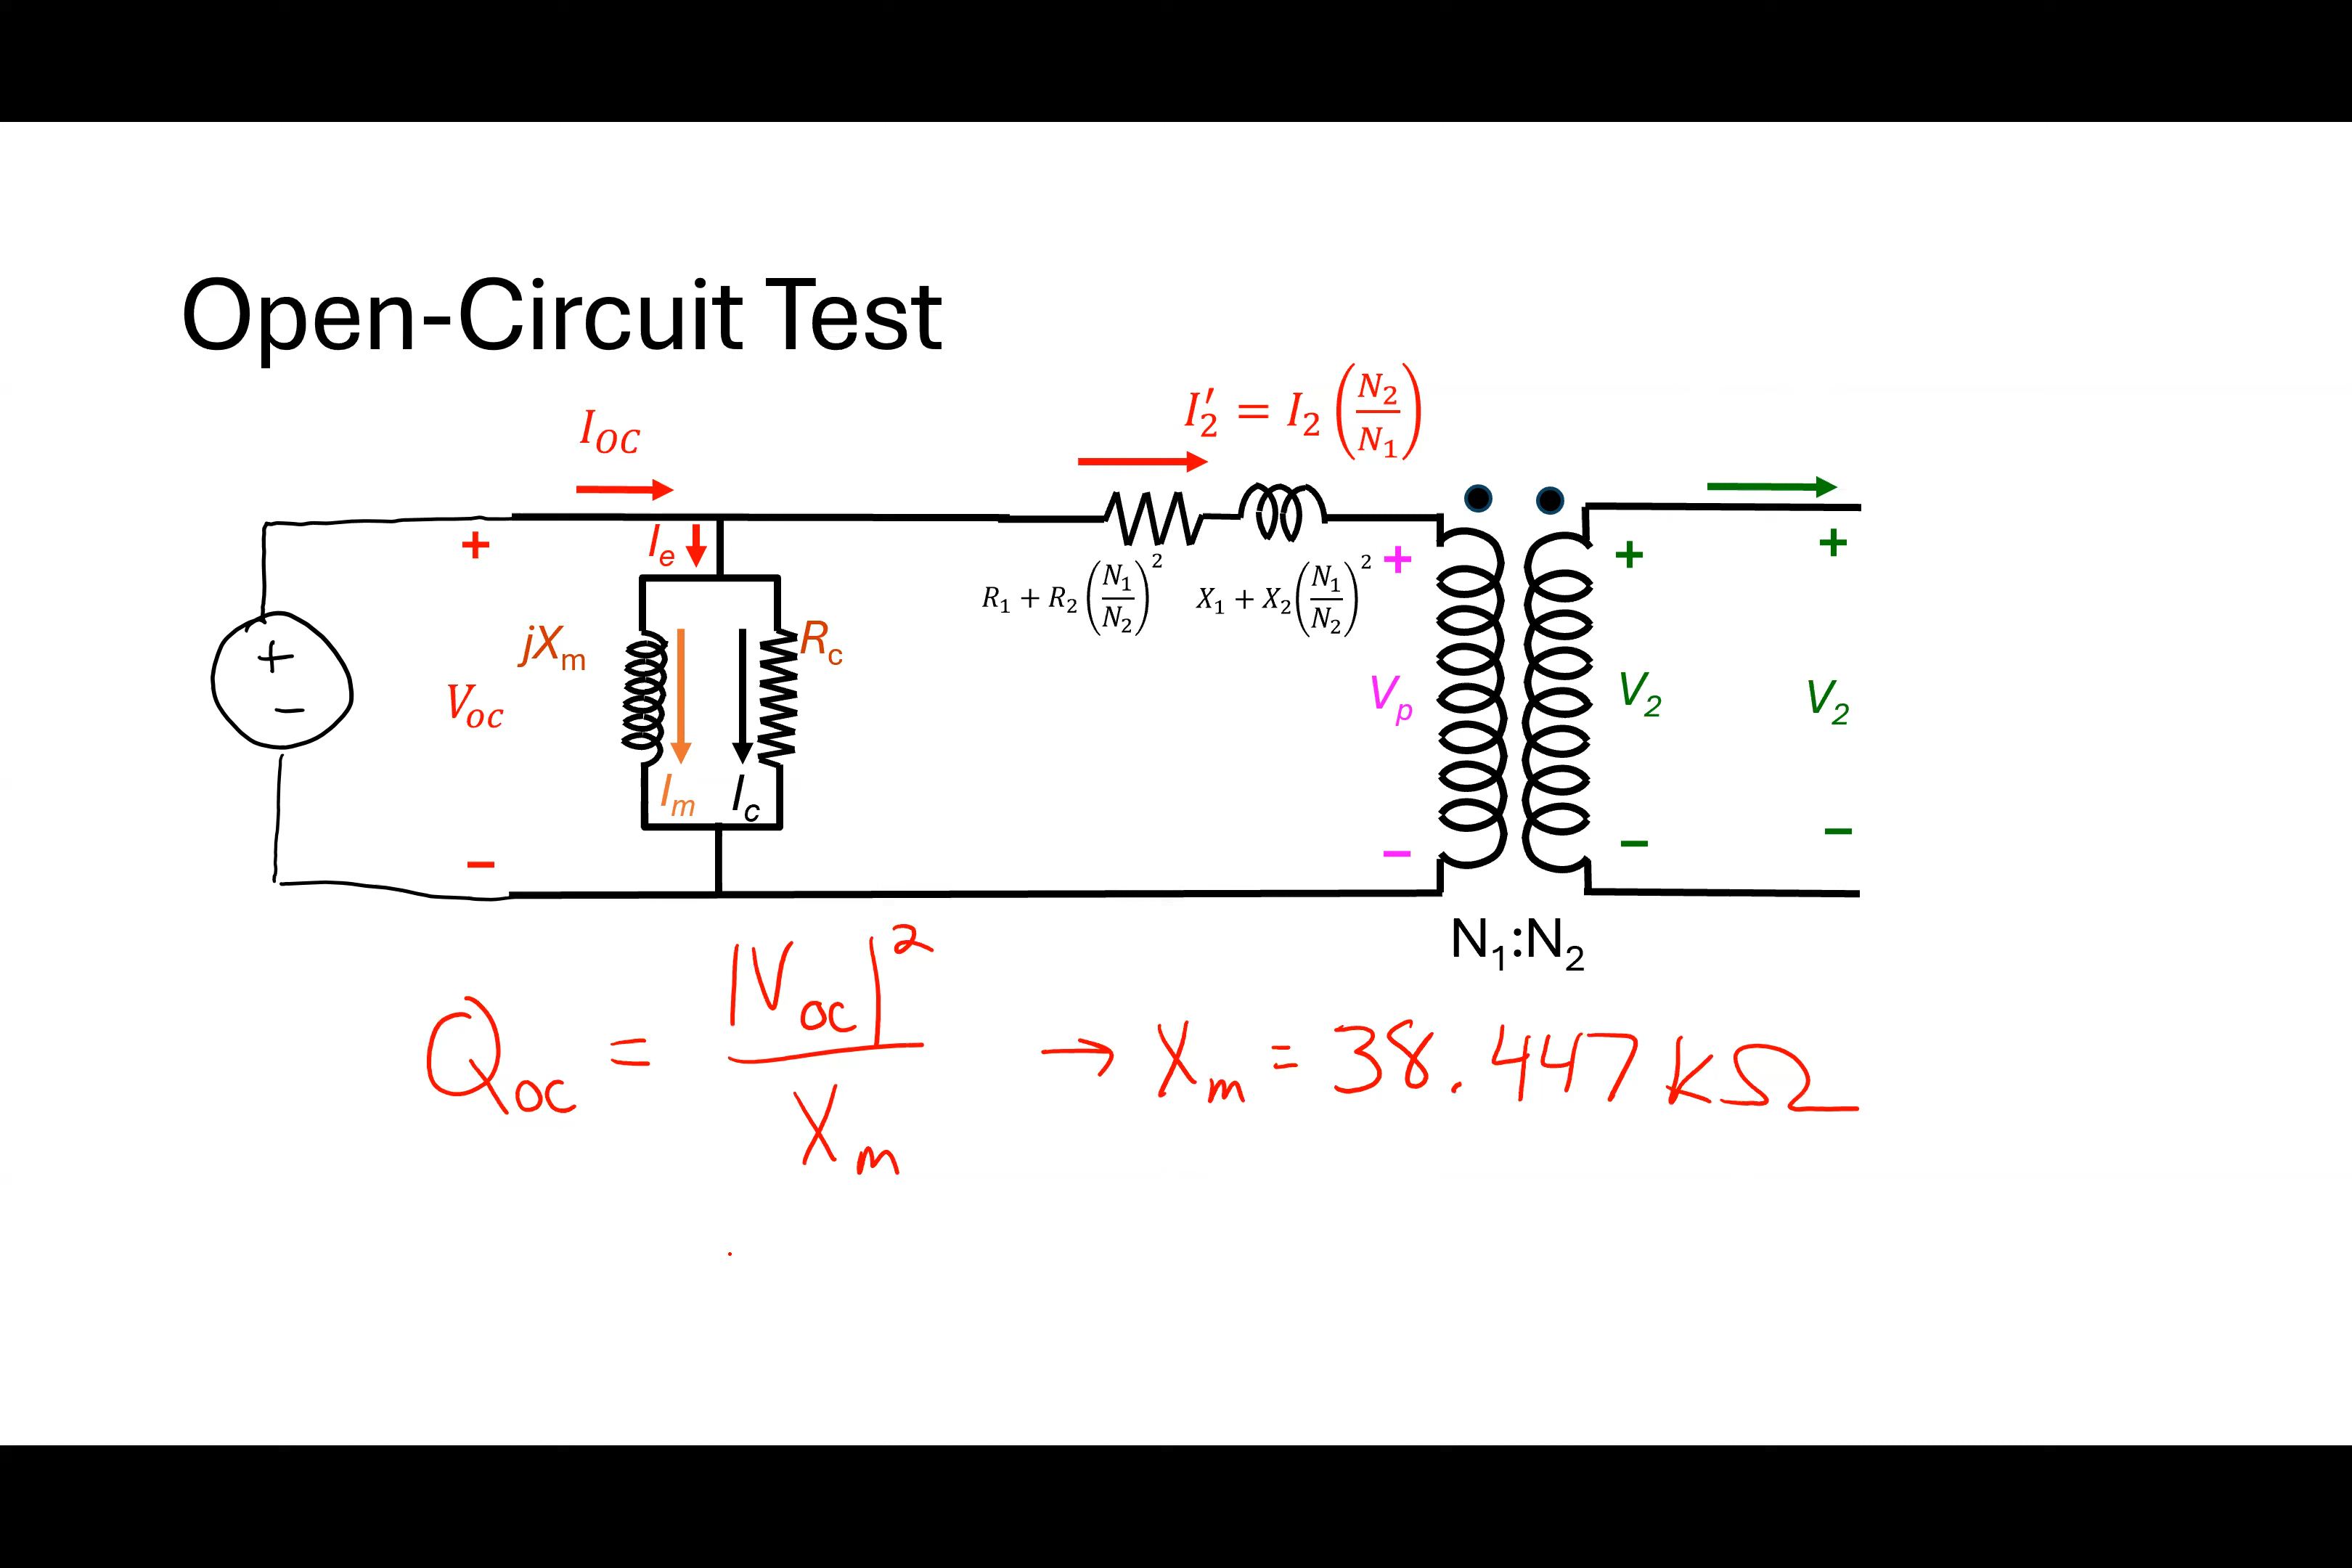 Open-Circuit Test
I_OC
I′_2 = I_2 (N_2/N_1)
+ I_e + + +
R_1 + R_2 (N_1/N_2)^2 X_1 + X_2 (N_1/N_2)^2
+
−
jX_m R_c
V_oc V_p V_2 V_2
I_m I_c
− − − −
N_1:N_2
Q_oc = |V_oc|^2 / X_m → X_m = 38.447 kΩ